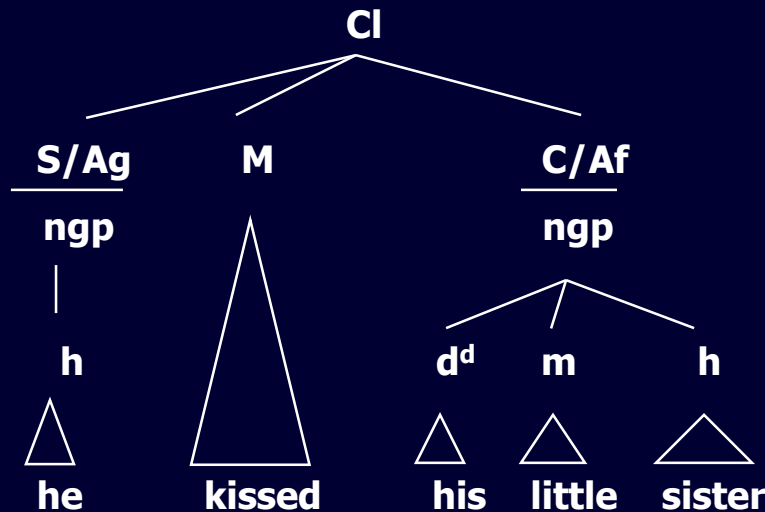 Cl
S/Ag M C/Af
ngp ngp
h dᵈ m h
he kissed his little sister